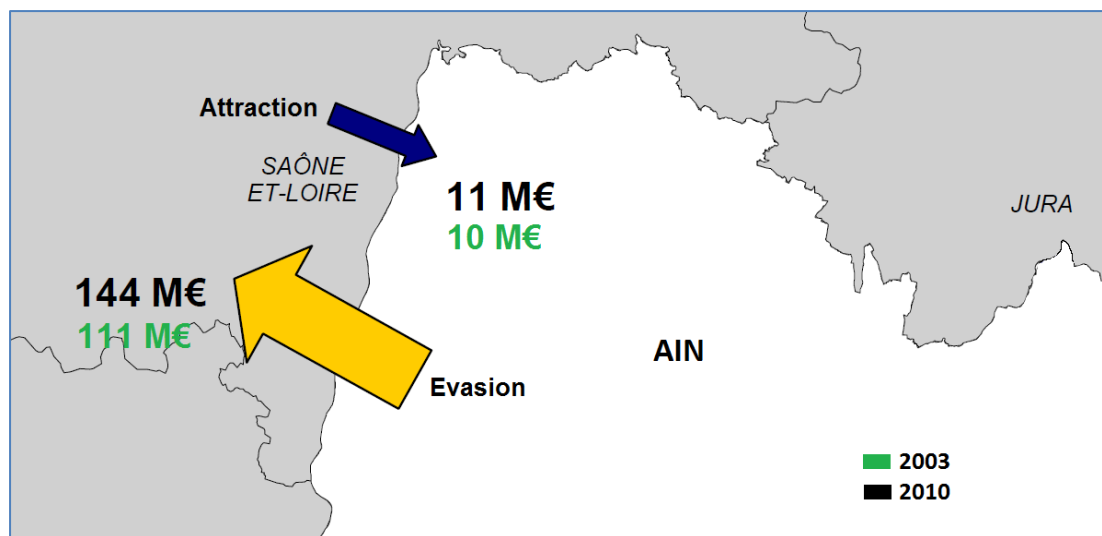 Attraction
SAÔNE
ET-LOIRE
11 M€
10 M€
JURA
144 M€
111 M€
AIN
Evasion
2003
2010